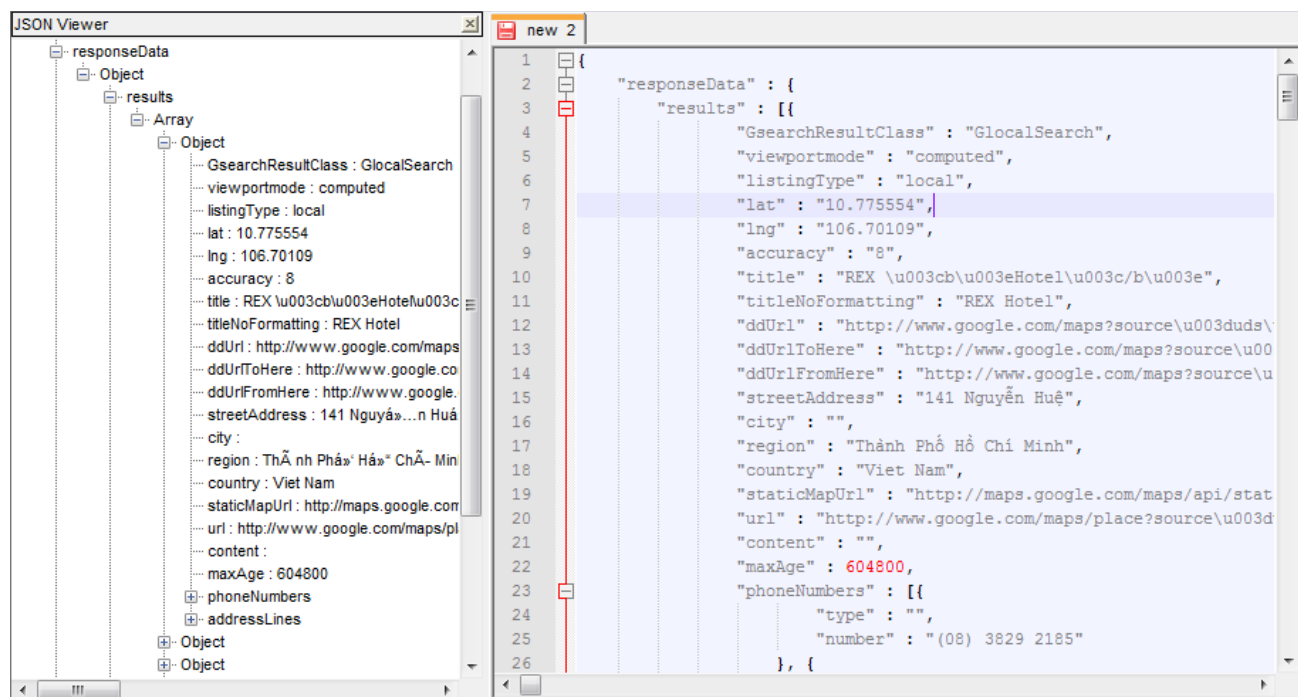 JSON Viewer
responseData
Object
results
Array
Object
GsearchResultClass : GlocalSearch
viewportmode : computed
listingType : local
lat : 10.775554
lng : 106.70109
accuracy : 8
title : REX \u003cb\u003eHotel\u003c
titleNoFormatting : REX Hotel
ddUrl : http://www.google.com/maps
ddUrlToHere : http://www.google.co
ddUrlFromHere : http://www.google.
streetAddress : 141 Nguyá»…n Huá
city :
region : ThÃ nh Phá»‘ Há»“ ChÃ- Min
country : Viet Nam
staticMapUrl : http://maps.google.com
url : http://www.google.com/maps/pl
content :
maxAge : 604800
phoneNumbers
addressLines
Object
Object
new 2
1 {
2 "responseData" : {
3 "results" : [{
4 "GsearchResultClass" : "GlocalSearch",
5 "viewportmode" : "computed",
6 "listingType" : "local",
7 "lat" : "10.775554",
8 "lng" : "106.70109",
9 "accuracy" : "8",
10 "title" : "REX \u003cb\u003eHotel\u003c/b\u003e",
11 "titleNoFormatting" : "REX Hotel",
12 "ddUrl" : "http://www.google.com/maps?source\u003duds\
13 "ddUrlToHere" : "http://www.google.com/maps?source\u00
14 "ddUrlFromHere" : "http://www.google.com/maps?source\u
15 "streetAddress" : "141 Nguyễn Huệ",
16 "city" : "",
17 "region" : "Thành Phố Hồ Chí Minh",
18 "country" : "Viet Nam",
19 "staticMapUrl" : "http://maps.google.com/maps/api/stat
20 "url" : "http://www.google.com/maps/place?source\u003d
21 "content" : "",
22 "maxAge" : 604800,
23 "phoneNumbers" : [{
24 "type" : "",
25 "number" : "(08) 3829 2185"
26 }, {